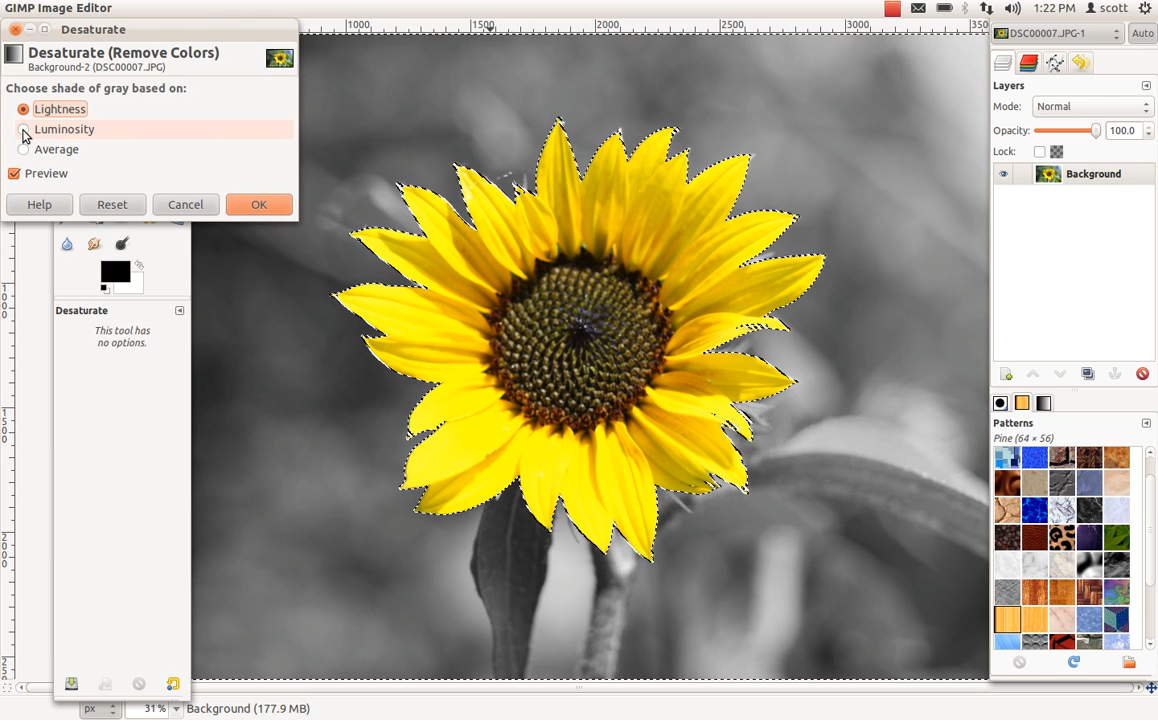 GIMP Image Editor
1:22 PM scott
Desaturate
Desaturate (Remove Colors)
Background-2 (DSC00007.JPG)
Choose shade of gray based on:
Lightness
Luminosity
Average
Preview
Help Reset Cancel OK
1000 1500 2000 2500 3000 350
DSC00007.JPG-1 Auto
Layers
Mode: Normal
Opacity: 100.0
Lock:
Background
Desaturate
This tool has
no options.
Patterns
Pine (64 × 56)
px 31% Background (177.9 MB)